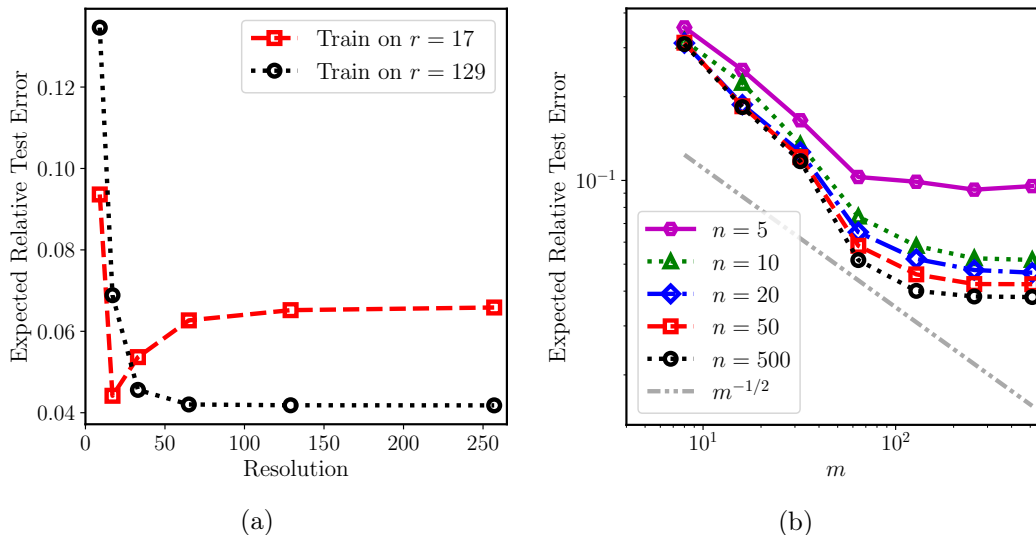 Expected Relative Test Error
0.12
0.10
0.08
0.06
0.04
0
50
100
150
200
250
Resolution
Train on r = 17
Train on r = 129
(a)
Expected Relative Test Error
10⁻¹
10¹
10²
m
n = 5
n = 10
n = 20
n = 50
n = 500
m⁻¹/²
(b)